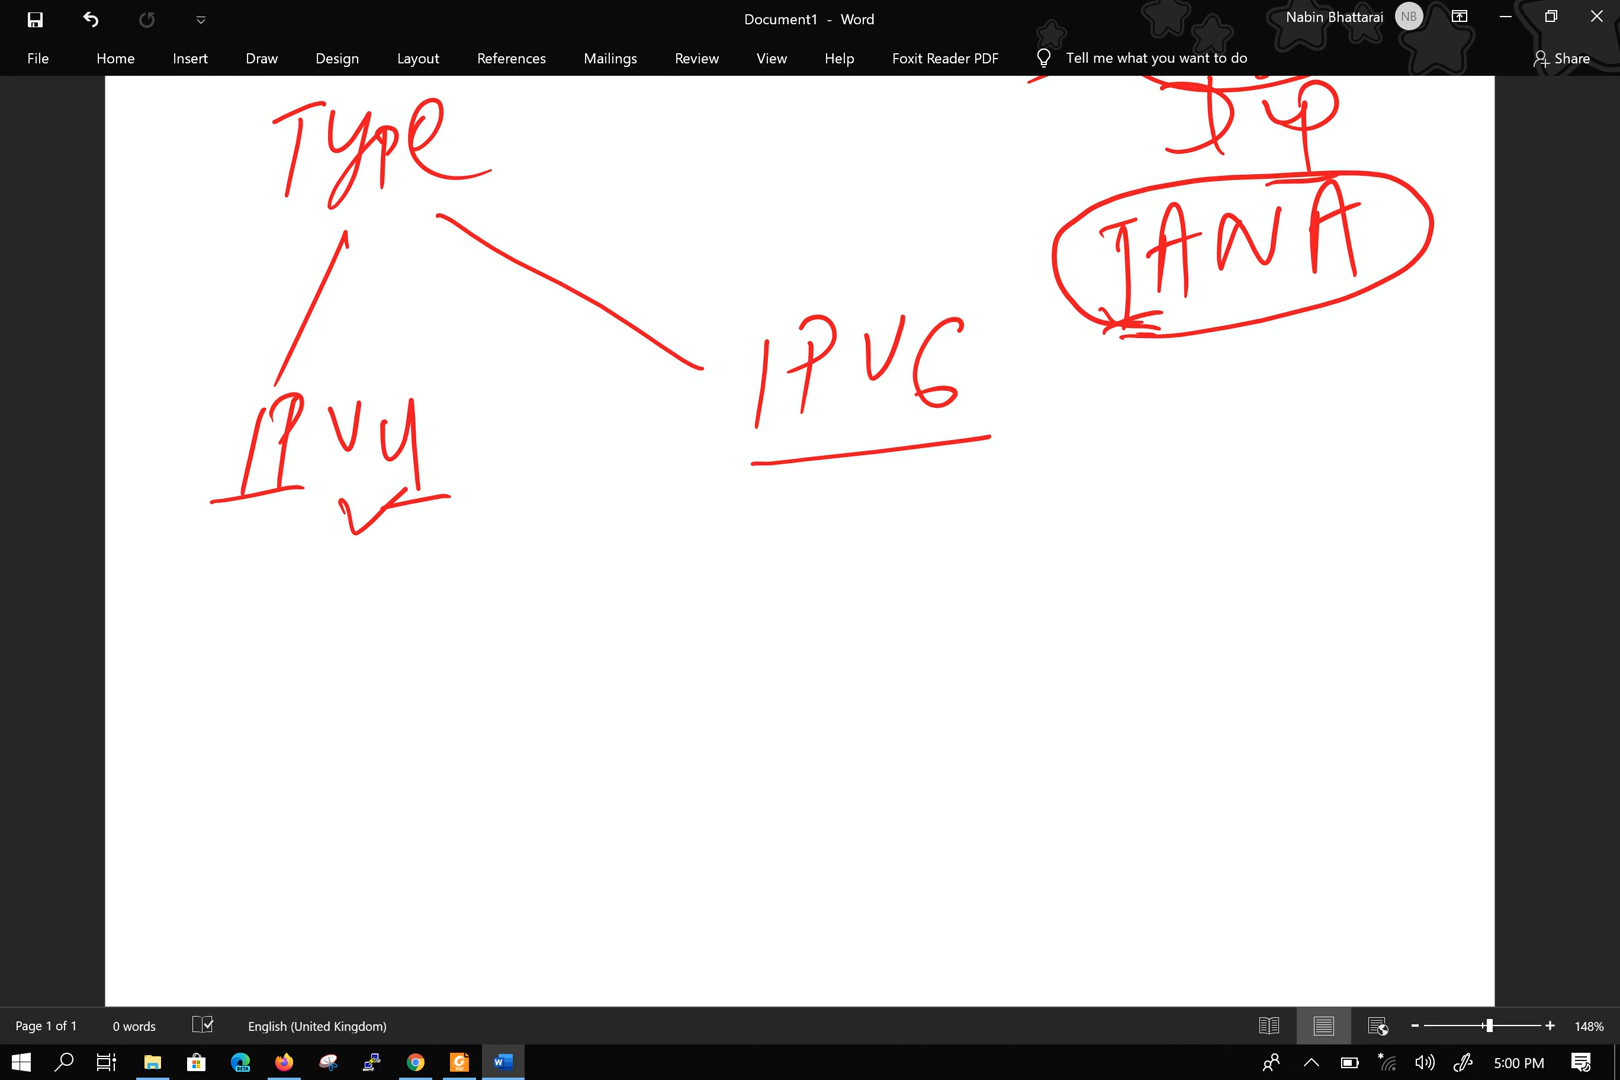 Document1 - Word
Nabin Bhattarai NB
File Home Insert Draw Design Layout References Mailings Review View Help Foxit Reader PDF Tell me what you want to do Share
Type
IP
IANA
IPV4
IPV6
Page 1 of 1 0 words English (United Kingdom) 148%
BETA 5:00 PM